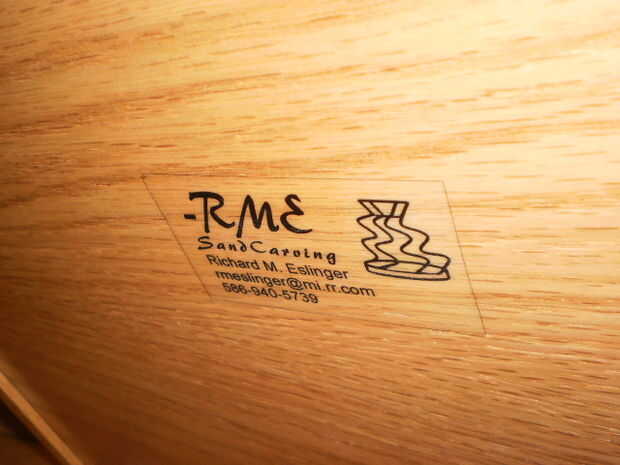 -RME
SandCarving
Richard M. Eslinger
rmeslinger@mi.rr.com
586-940-5739